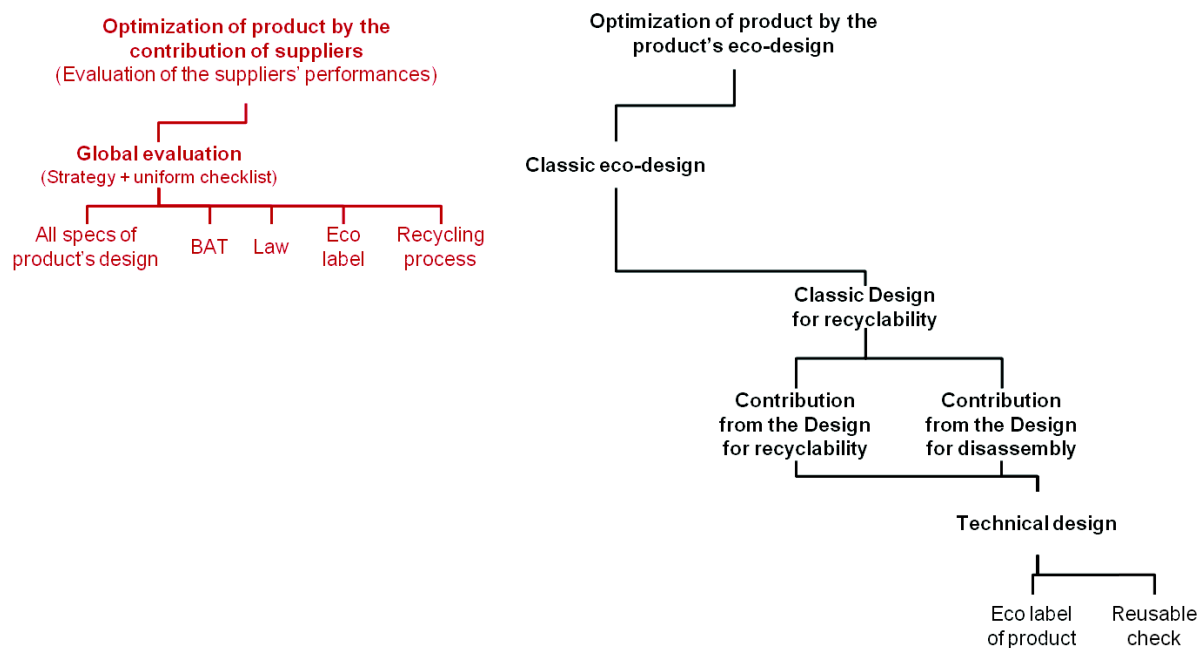 Optimization of product by the
contribution of suppliers
(Evaluation of the suppliers' performances)
Global evaluation
(Strategy + uniform checklist)
All specs of
product's design
BAT
Law
Eco
label
Recycling
process
Optimization of product by the
product's eco-design
Classic eco-design
Classic Design
for recyclability
Contribution
from the Design
for recyclability
Contribution
from the Design
for disassembly
Technical design
Eco label
of product
Reusable
check